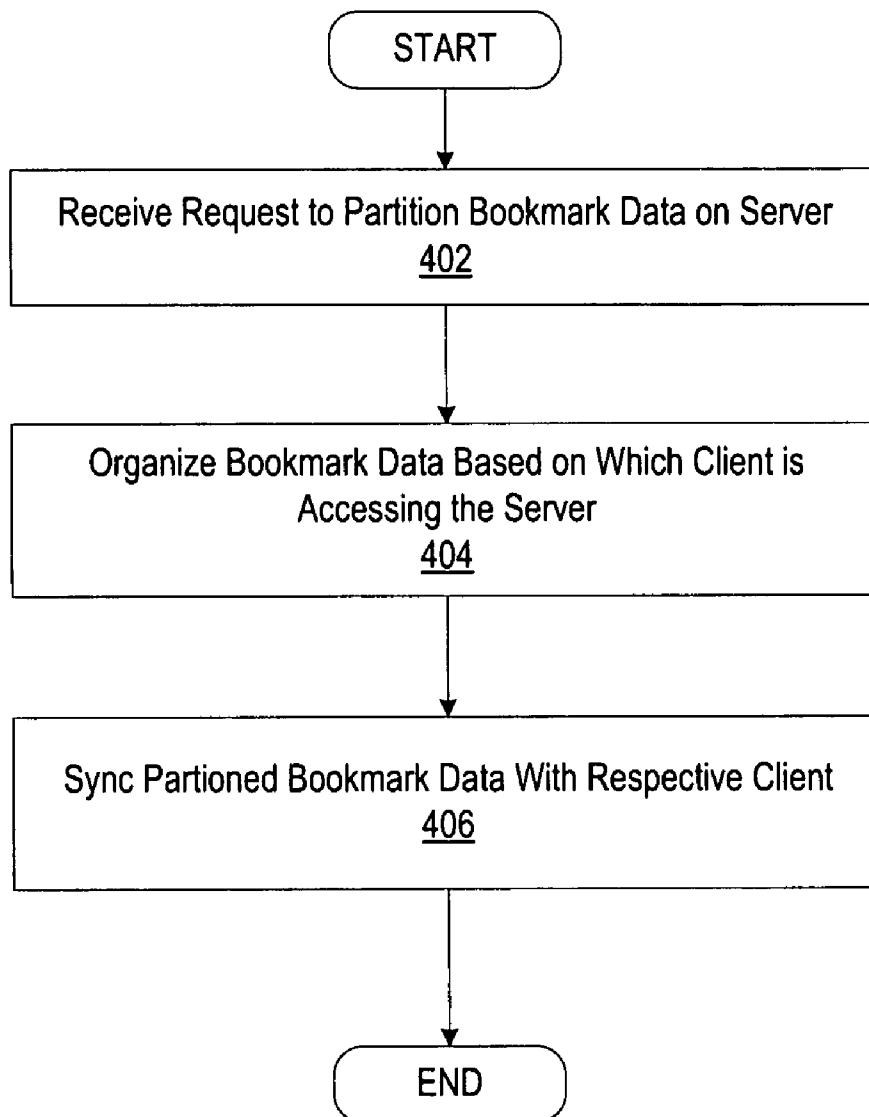 START
Receive Request to Partition Bookmark Data on Server
402
Organize Bookmark Data Based on Which Client is
Accessing the Server
404
Sync Partioned Bookmark Data With Respective Client
406
END